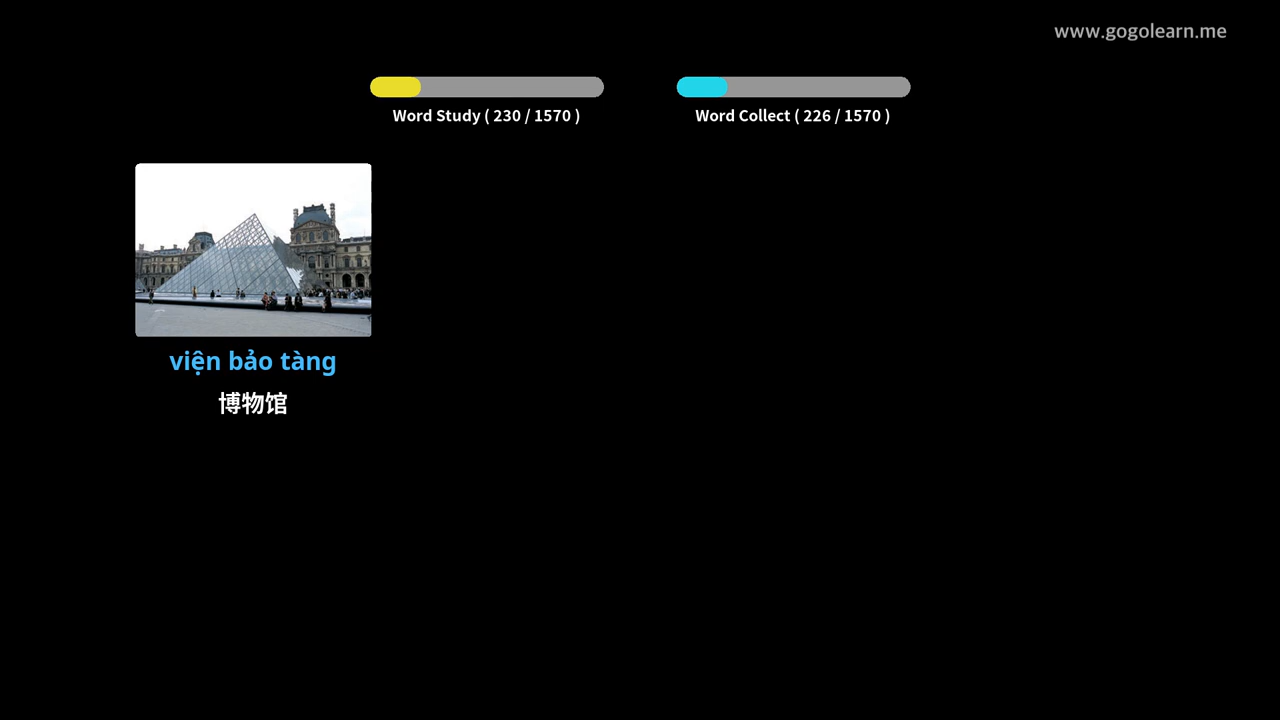 www.gogolearn.me
Word Study ( 230 / 1570 )
Word Collect ( 226 / 1570 )
viện bảo tàng
博物馆